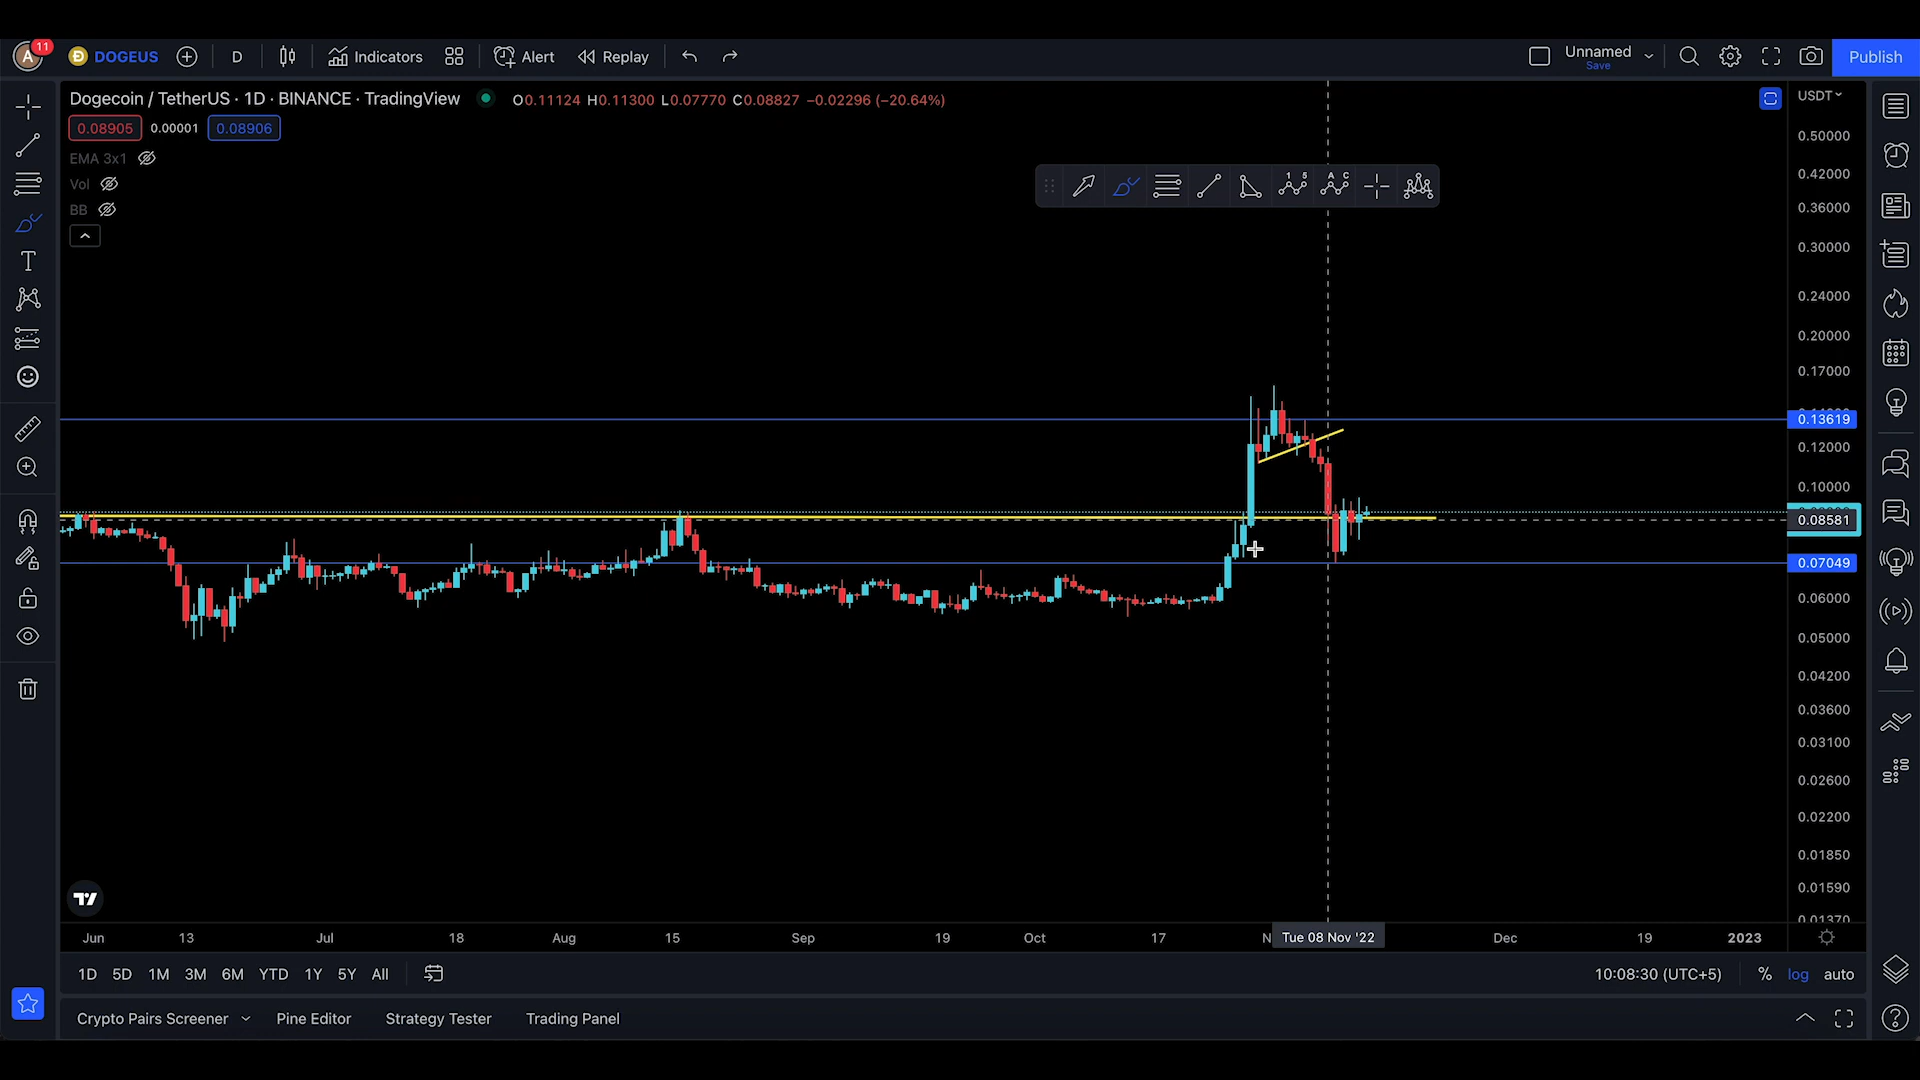 A 11 DOGEUS D Indicators Alert Replay Unnamed Save Publish
Dogecoin / TetherUS · 1D · BINANCE · TradingView O0.11124 H0.11300 L0.07770 C0.08827 −0.02296 (−20.64%) USDT
0.08905 0.00001 0.08906
EMA 3x1
Vol
BB
1 5 A C
0.50000
0.42000
0.36000
0.30000
0.24000
0.20000
0.17000
0.13619
0.12000
0.10000
0.08581
0.07049
0.06000
0.05000
0.04200
0.03600
0.03100
0.02600
0.02200
0.01850
0.01590
0.01370
Jun 13 Jul 18 Aug 15 Sep 19 Oct 17 N Tue 08 Nov '22 Dec 19 2023
1D 5D 1M 3M 6M YTD 1Y 5Y All 10:08:30 (UTC+5) % log auto
Crypto Pairs Screener Pine Editor Strategy Tester Trading Panel